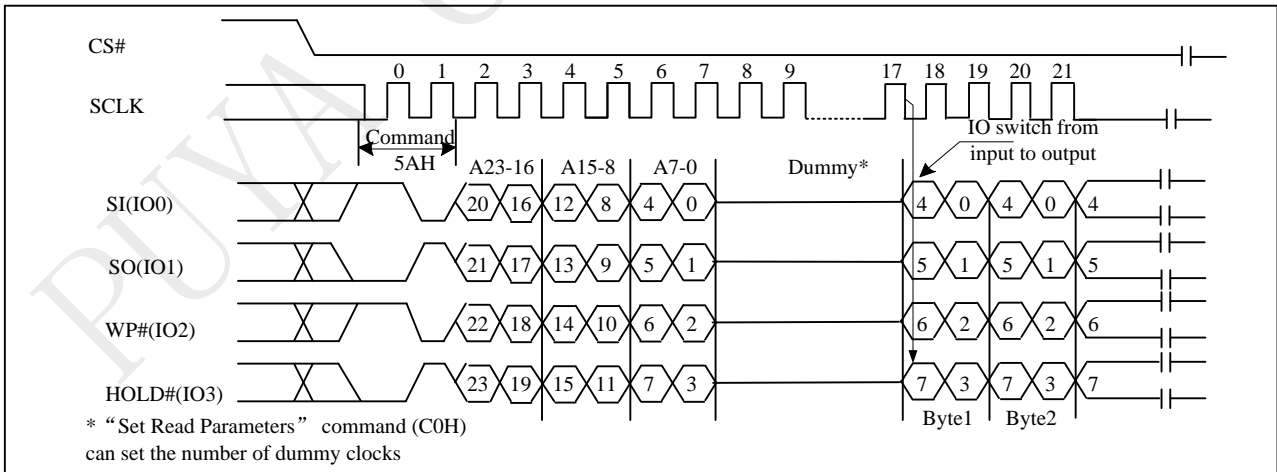 PUYA
CS#
0 1 2 3 4 5 6 7 8 9 17 18 19 20 21
SCLK
Command
5AH
IO switch from
input to output
A23-16 A15-8 A7-0 Dummy*
SI(IO0) 20 16 12 8 4 0 4 0 4 0 4
SO(IO1) 21 17 13 9 5 1 5 1 5 1 5
WP#(IO2) 22 18 14 10 6 2 6 2 6 2 6
HOLD#(IO3) 23 19 15 11 7 3 7 3 7 3 7
Byte1 Byte2
* “Set Read Parameters” command (C0H)
can set the number of dummy clocks